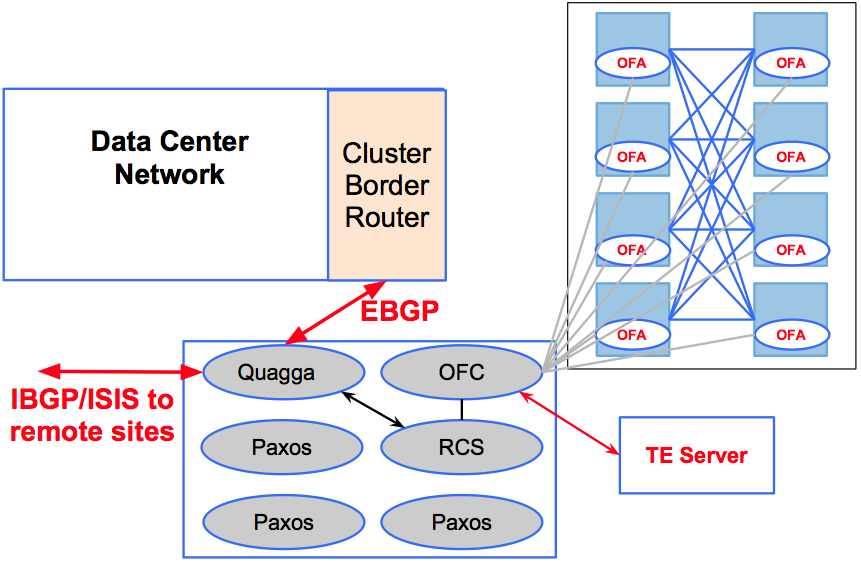 OFA
OFA
OFA
OFA
OFA
OFA
OFA
OFA
Data Center
Network
Cluster
Border
Router
EBGP
IBGP/ISIS to
remote sites
Quagga
OFC
Paxos
RCS
Paxos
Paxos
TE Server